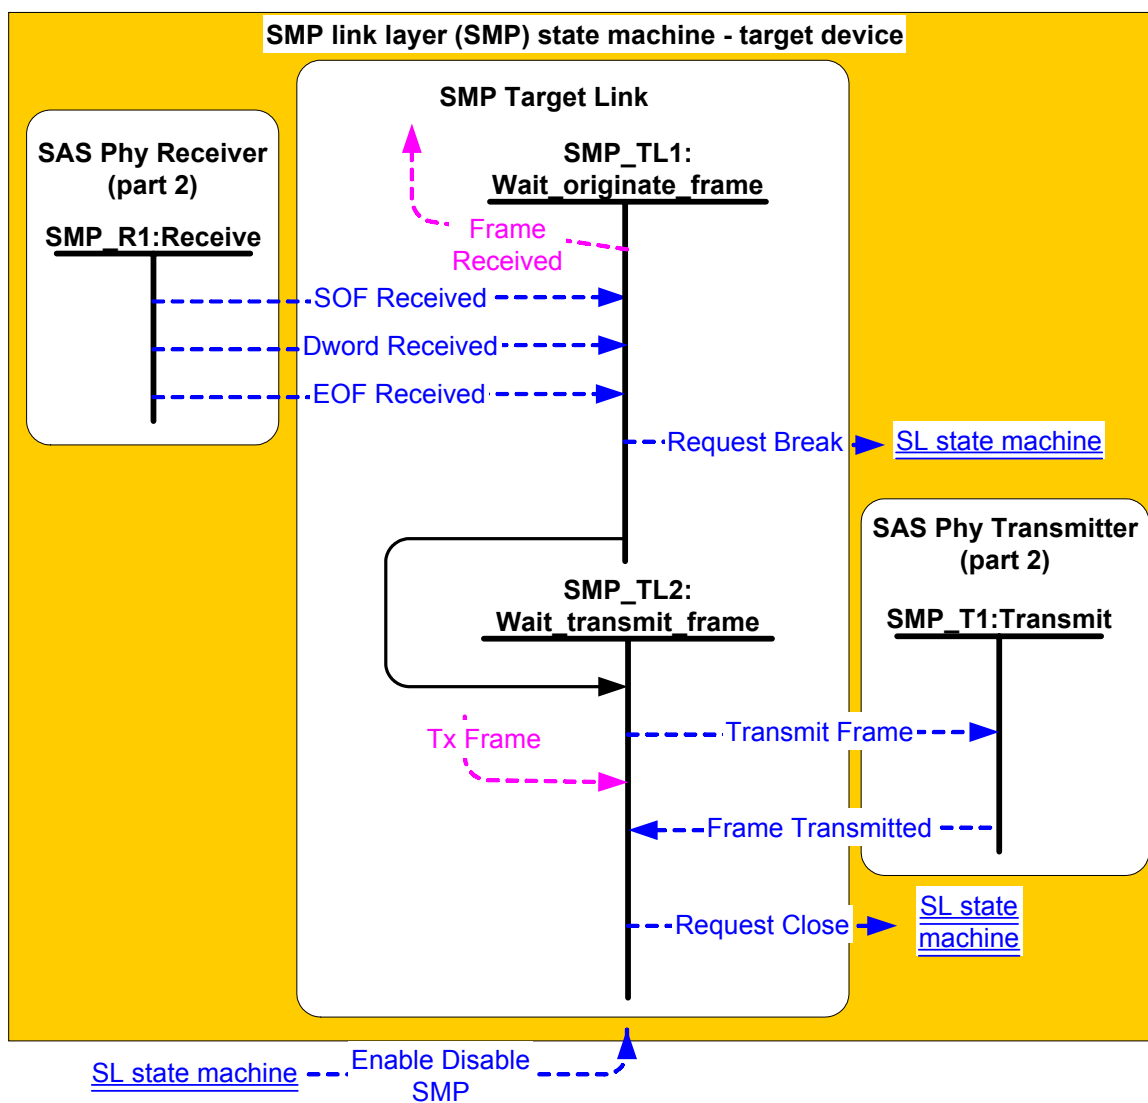 SMP link layer (SMP) state machine - target device
SMP Target Link
SAS Phy Receiver
(part 2)
SMP_R1:Receive
SMP_TL1:
Wait_originate_frame
Frame
Received
SOF Received
Dword Received
EOF Received
Request Break
SL state machine
SAS Phy Transmitter
(part 2)
SMP_T1:Transmit
SMP_TL2:
Wait_transmit_frame
Tx Frame
Transmit Frame
Frame Transmitted
Request Close
SL state
machine
SL state machine
Enable Disable
SMP